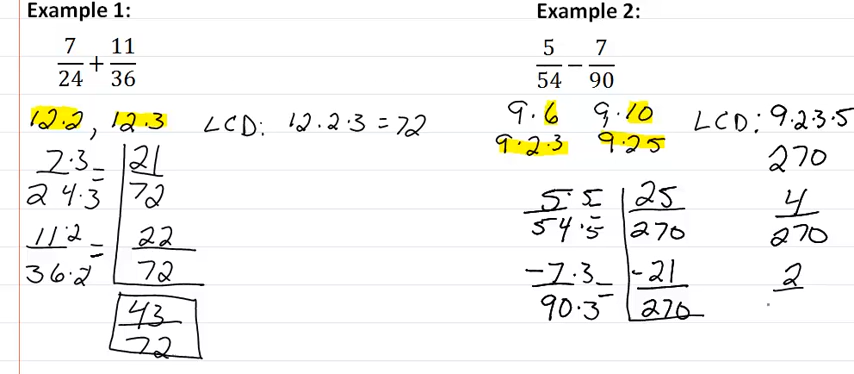 Example 1:
7/24 + 11/36
12·2, 12·3 LCD: 12·2·3 = 72
7·3/24·3 = 21/72
11·2/36·2 = 22/72
43/72
Example 2:
5/54 − 7/90
9·6 9·10 LCD: 9·2·3·5
9·2·3 9·25 270
5·5/54·5 25/270 4/270
-7·3/90·3 = -21/270 2